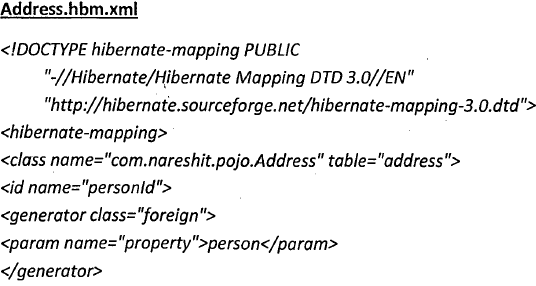 Address.hbm.xml
<!DOCTYPE hibernate-mapping PUBLIC
"-//Hibernate/Hibernate Mapping DTD 3.0//EN"
"http://hibernate.sourceforge.net/hibernate-mapping-3.0.dtd">
<hibernate-mapping>
<class name="com.nareshit.pojo.Address" table="address">
<id name="personId">
<generator class="foreign">
<param name="property">person</param>
</generator>